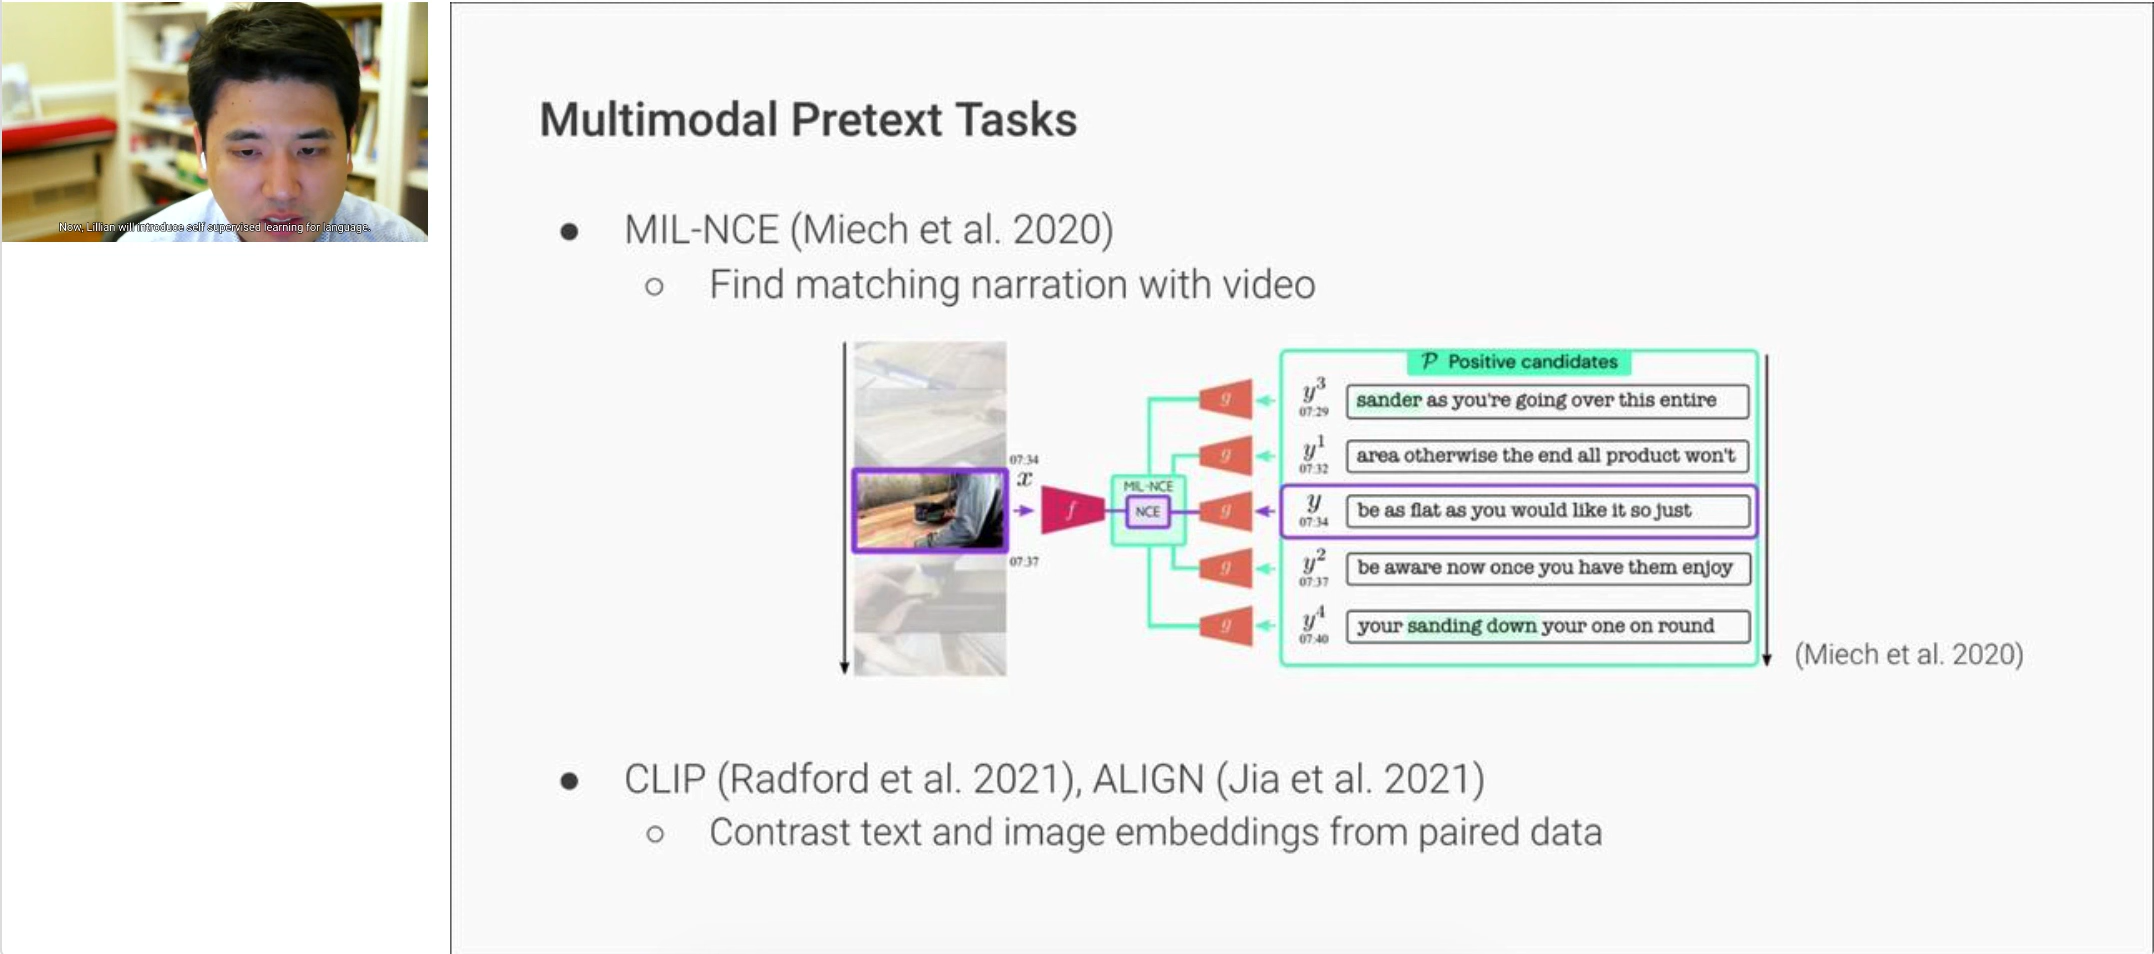 Now, Lillian will introduce self supervised learning for language.
Multimodal Pretext Tasks
● MIL-NCE (Miech et al. 2020)
○ Find matching narration with video
𝒫 Positive candidates
y³ 07:29 sander as you're going over this entire
y¹ 07:32 area otherwise the end all product won't
y 07:34 be as flat as you would like it so just
y² 07:37 be aware now once you have them enjoy
y⁴ 07:40 your sanding down your one on round
07:34
x
07:37
f
MIL-NCE
NCE
g
g
g
g
g
(Miech et al. 2020)
● CLIP (Radford et al. 2021), ALIGN (Jia et al. 2021)
○ Contrast text and image embeddings from paired data